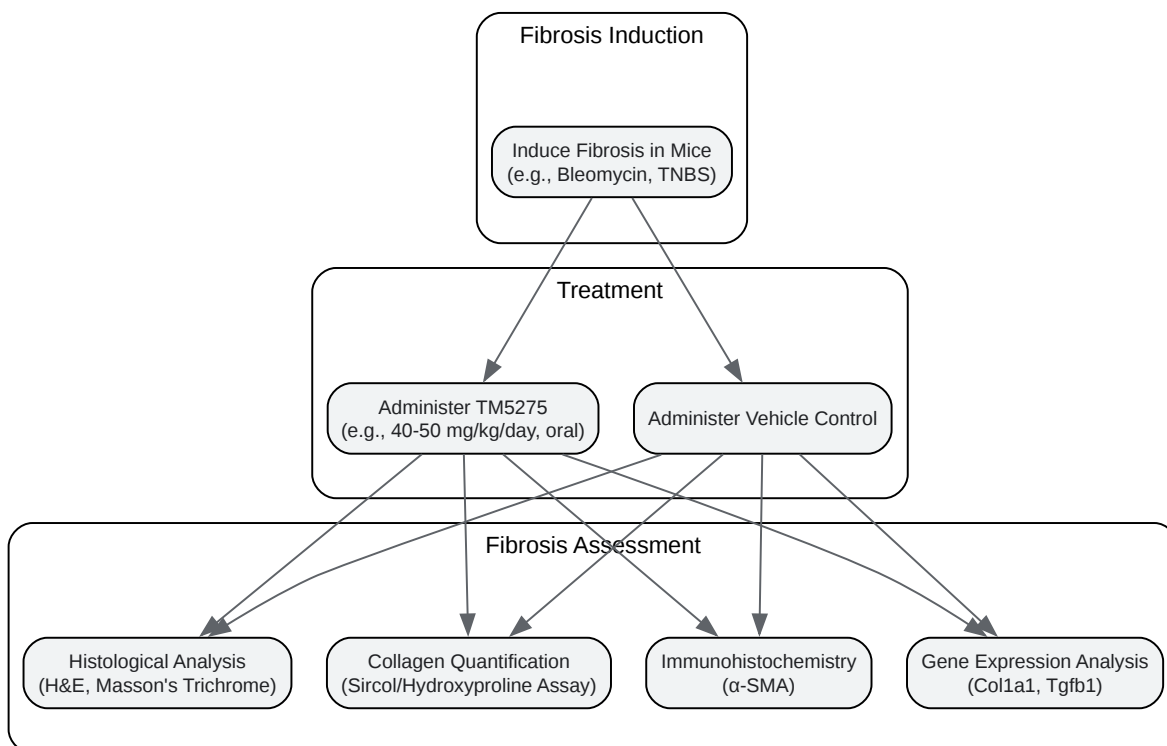 Fibrosis Induction
Induce Fibrosis in Mice
(e.g., Bleomycin, TNBS)
Treatment
Administer TM5275
(e.g., 40-50 mg/kg/day, oral)
Administer Vehicle Control
Fibrosis Assessment
Histological Analysis
(H&E, Masson's Trichrome)
Collagen Quantification
(Sircol/Hydroxyproline Assay)
Immunohistochemistry
(α-SMA)
Gene Expression Analysis
(Col1a1, Tgfb1)